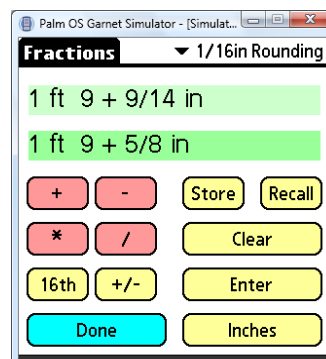 Palm OS Garnet Simulator - [Simulat...
Fractions 1/16in Rounding
1 ft 9 + 9/14 in
1 ft 9 + 5/8 in
+ - Store Recall
* / Clear
16th +/- Enter
Done Inches